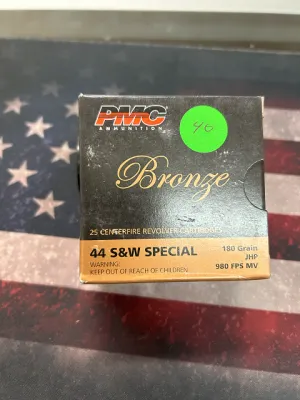 PMC
AMMUNITION
40
Bronze
25 CENTERFIRE REVOLVER CARTRIDGES
44 S&W SPECIAL
180 Grain
JHP
WARNING:
KEEP OUT OF REACH OF CHILDREN
980 FPS MV